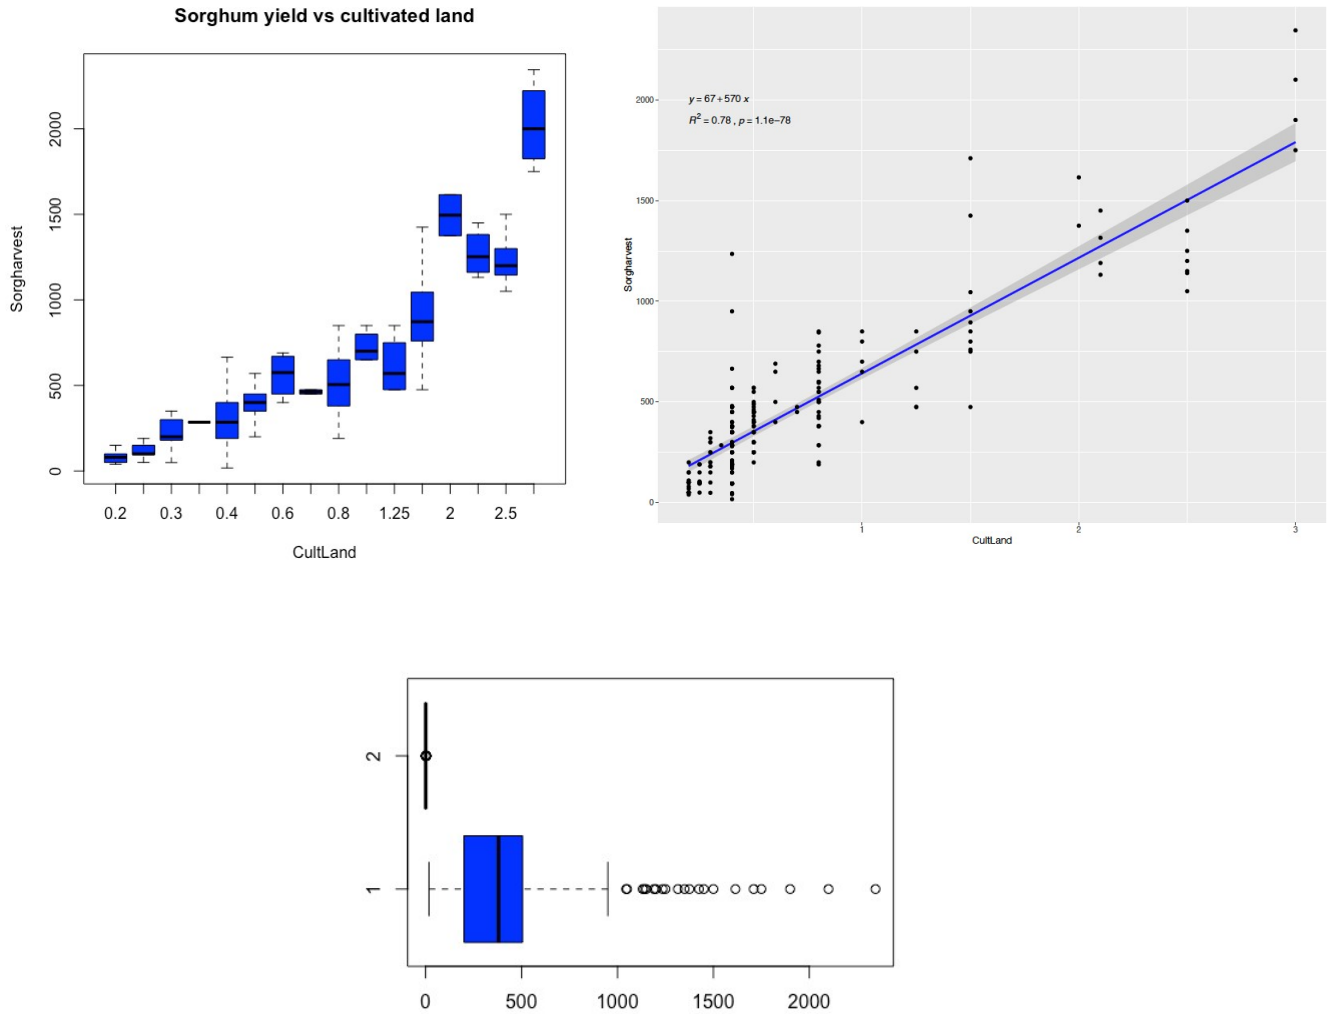 Sorghum yield vs cultivated land
Sorgharvest
2000
1500
1000
500
0
0.2 0.3 0.4 0.6 0.8 1.25 2 2.5
CultLand
y = 67 + 570 x
R² = 0.78 , p = 1.1e−78
Sorgharvest
2000
1500
1000
500
0
1 2 3
CultLand
2
1
0 500 1000 1500 2000